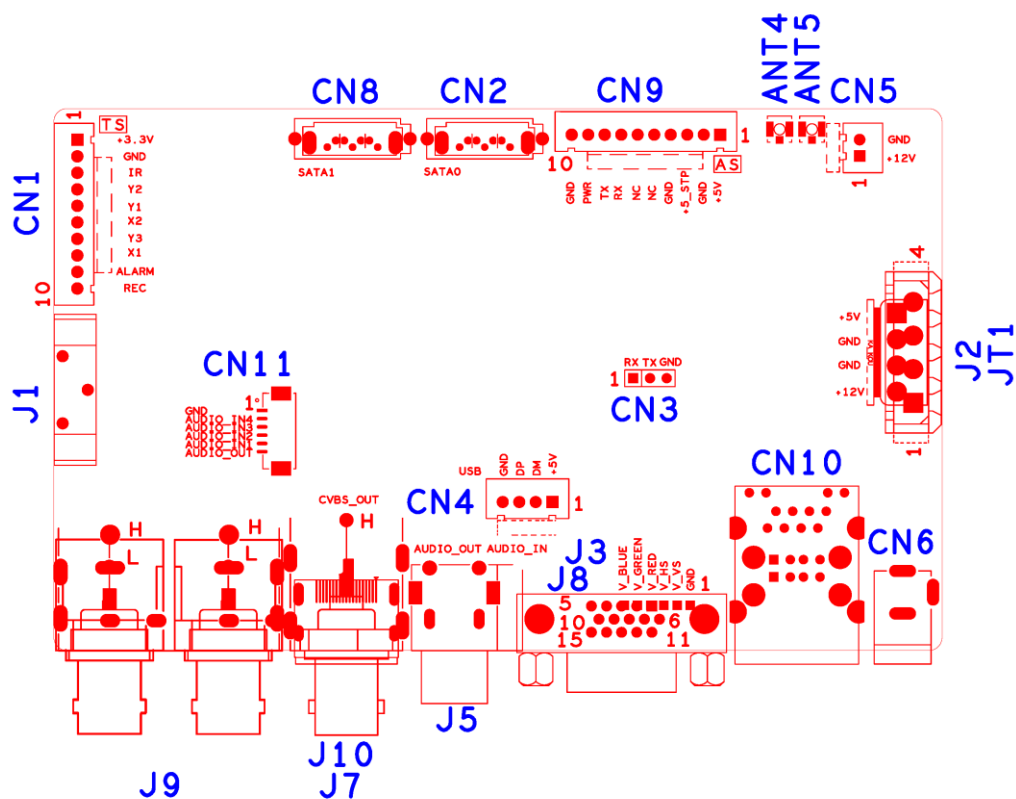 ANT4
ANT5
CN8
CN2
CN9
CN5
1
TS
+3.3V
GND
IR
Y2
Y1
X2
Y3
X1
ALARM
REC
10
CN1
SATA1
SATA0
10
1
AS
GND
PWR
TX
RX
NC
NC
GND
+5_STP
GND
+5V
GND
+12V
1
4
+5V
GND
GND
+12V
1
J2
JT1
J1
CN11
1
GND
AUDIO_IN4
AUDIO_IN3
AUDIO_IN2
AUDIO_IN1
AUDIO_OUT
RX TX GND
1
CN3
USB
GND
DP
DM
+5V
1
CN4
CN10
CN6
H
L
H
L
CVBS_OUT
H
AUDIO_OUT AUDIO_IN
J3
J8
V_BLUE
V_GREEN
V_RED
V_HS
V_VS
GND
1
5
10
6
15
11
J5
J10
J7
J9